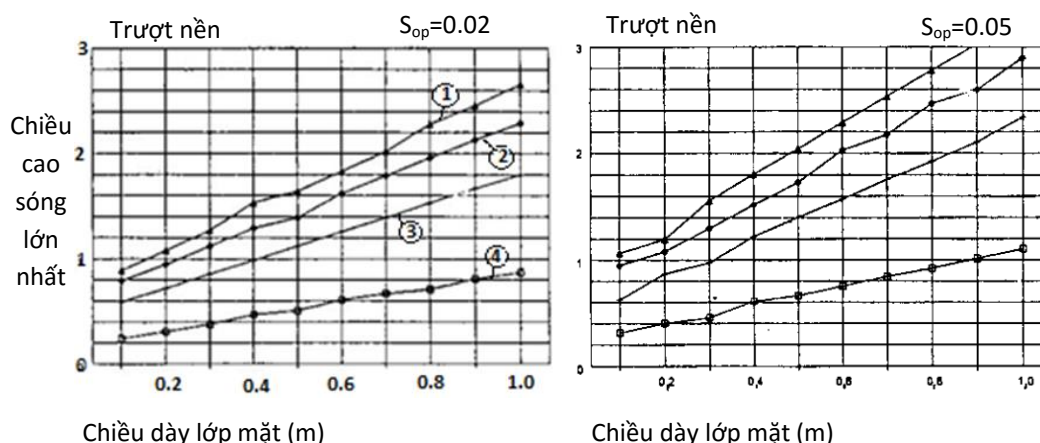 Trượt nền
Sop=0.02
Chiều cao sóng lớn nhất
3
2
1
0
①
②
③
④
0.2 0.4 0.6 0.8 1.0
Chiều dày lớp mặt (m)
Trượt nền
Sop=0.05
3
2
1
0
0,2 0,4 0,6 0,8 1,0
Chiều dày lớp mặt (m)